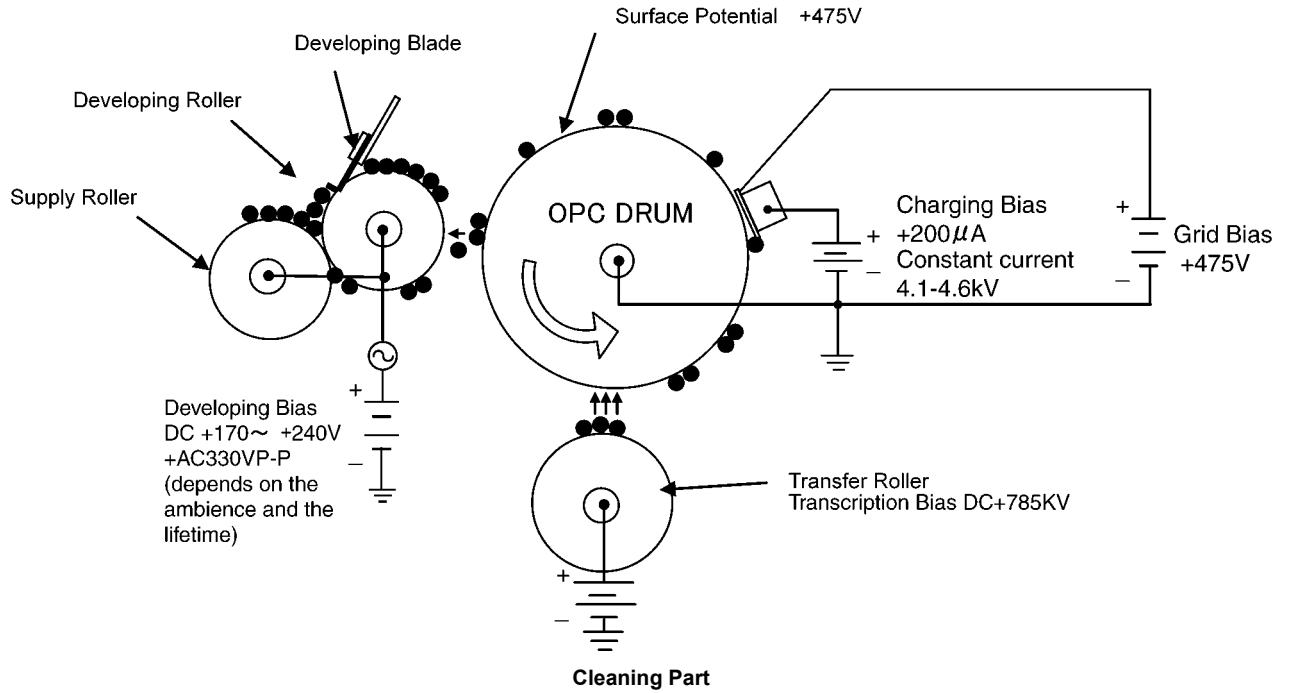 Surface Potential +475V
Developing Blade
Developing Roller
Supply Roller
OPC DRUM
Charging Bias
+200μA
Constant current
4.1-4.6kV
+
−
+
Grid Bias
+475V
−
+
−
Developing Bias
DC +170～ +240V
+AC330VP-P
(depends on the
ambience and the
lifetime)
Transfer Roller
Transcription Bias DC+785KV
+
−
Cleaning Part